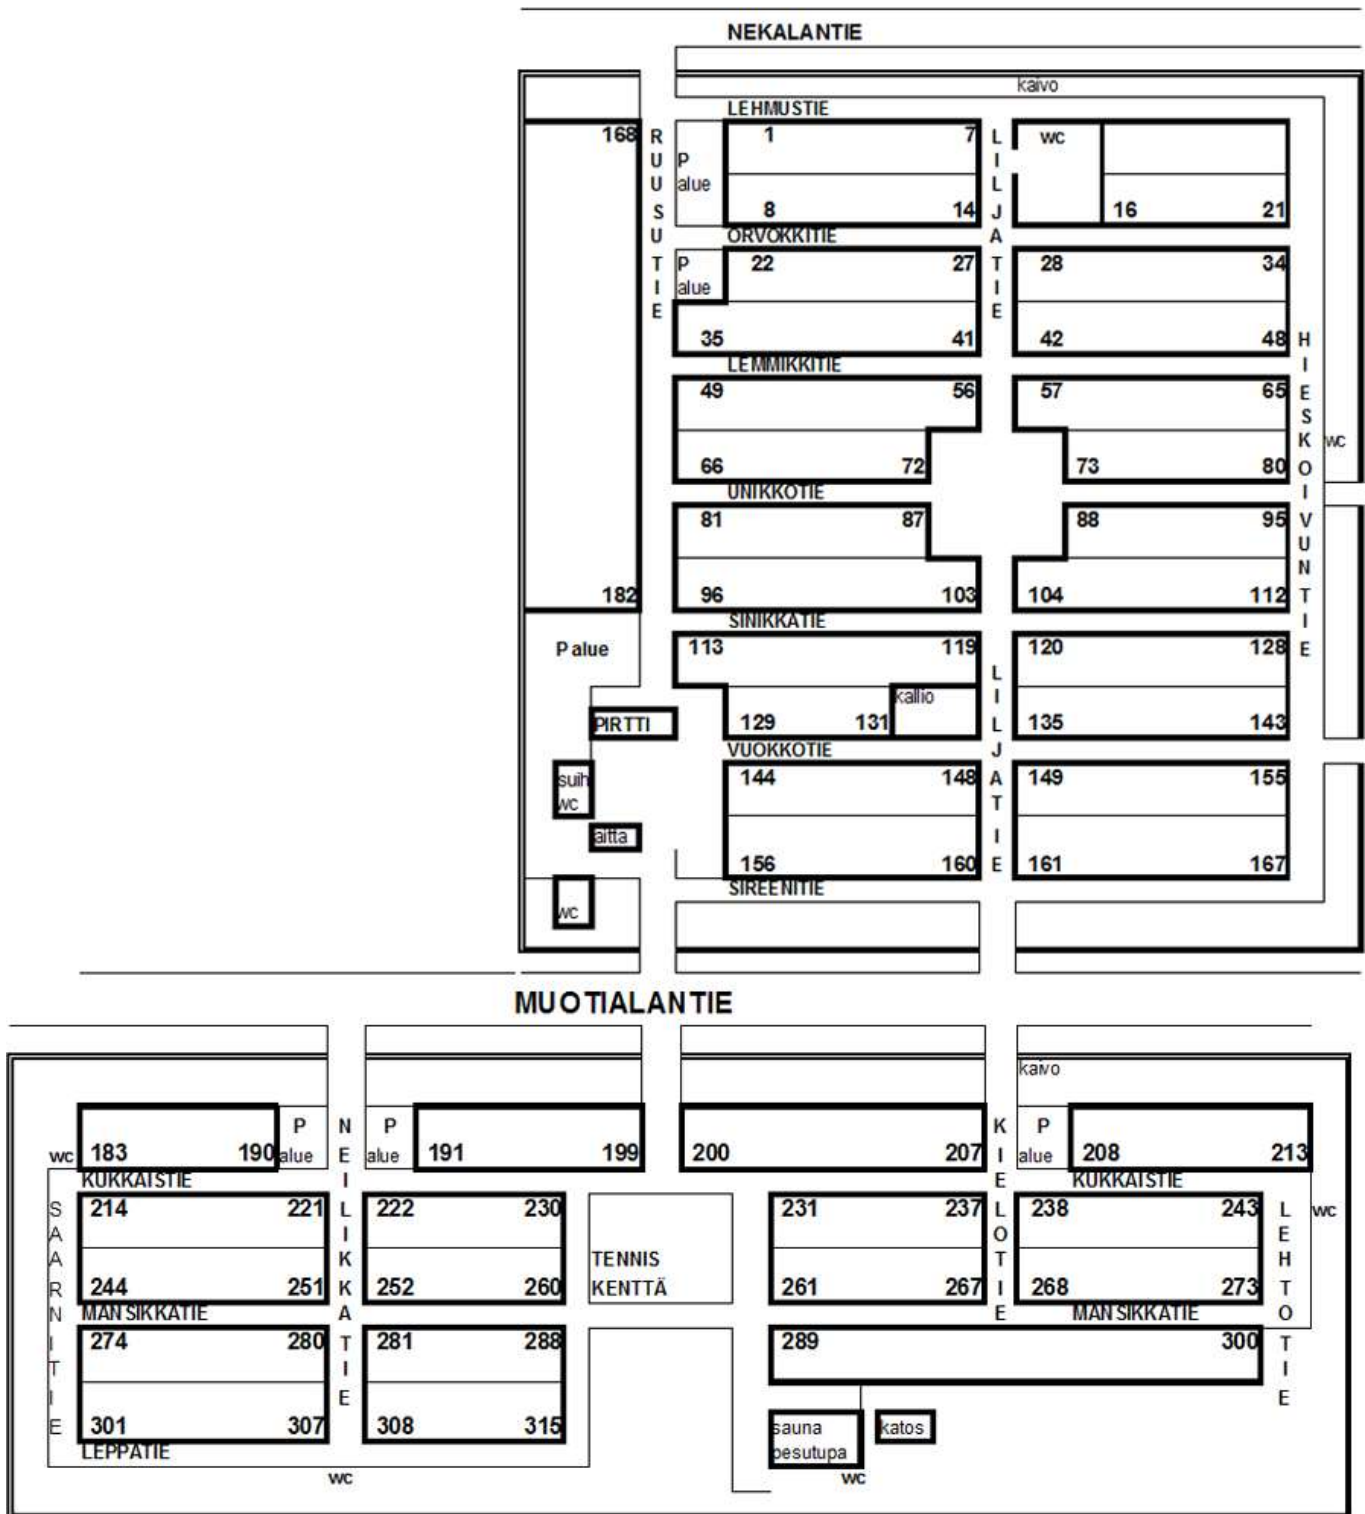 NEKALANTIE
kaivo
LEHMUSTIE
168
RUUSUTIE
P
alue
1
7
LILJATIE
wc
8
14
16
21
ORVOKKITIE
P
alue
22
27
28
34
35
41
42
48
HIESKOIVUNTIE
LEMMIKKITIE
49
56
57
65
wc
66
72
73
80
UNIKKOTIE
81
87
88
95
182
96
103
104
112
SINIKKATIE
P alue
113
119
120
128
LILJATIE
kallio
PIRTTI
129
131
135
143
VUOKKOTIE
suih
wc
144
148
149
155
aitta
156
160
161
167
SIREENITIE
wc
MUOTIALANTIE
kaivo
wc
183
190
P
alue
NEILIKKATIE
P
alue
191
199
200
207
KIELOTIE
P
alue
208
213
KUKKAISTIE
KUKKAISTIE
SAARNITIE
214
221
222
230
231
237
238
243
LEHTOTIE
wc
TENNIS
KENTTÄ
244
251
252
260
261
267
268
273
MANSIKKATIE
MANSIKKATIE
274
280
281
288
289
300
301
307
308
315
sauna
pesutupa
katos
LEPPATIE
wc
wc